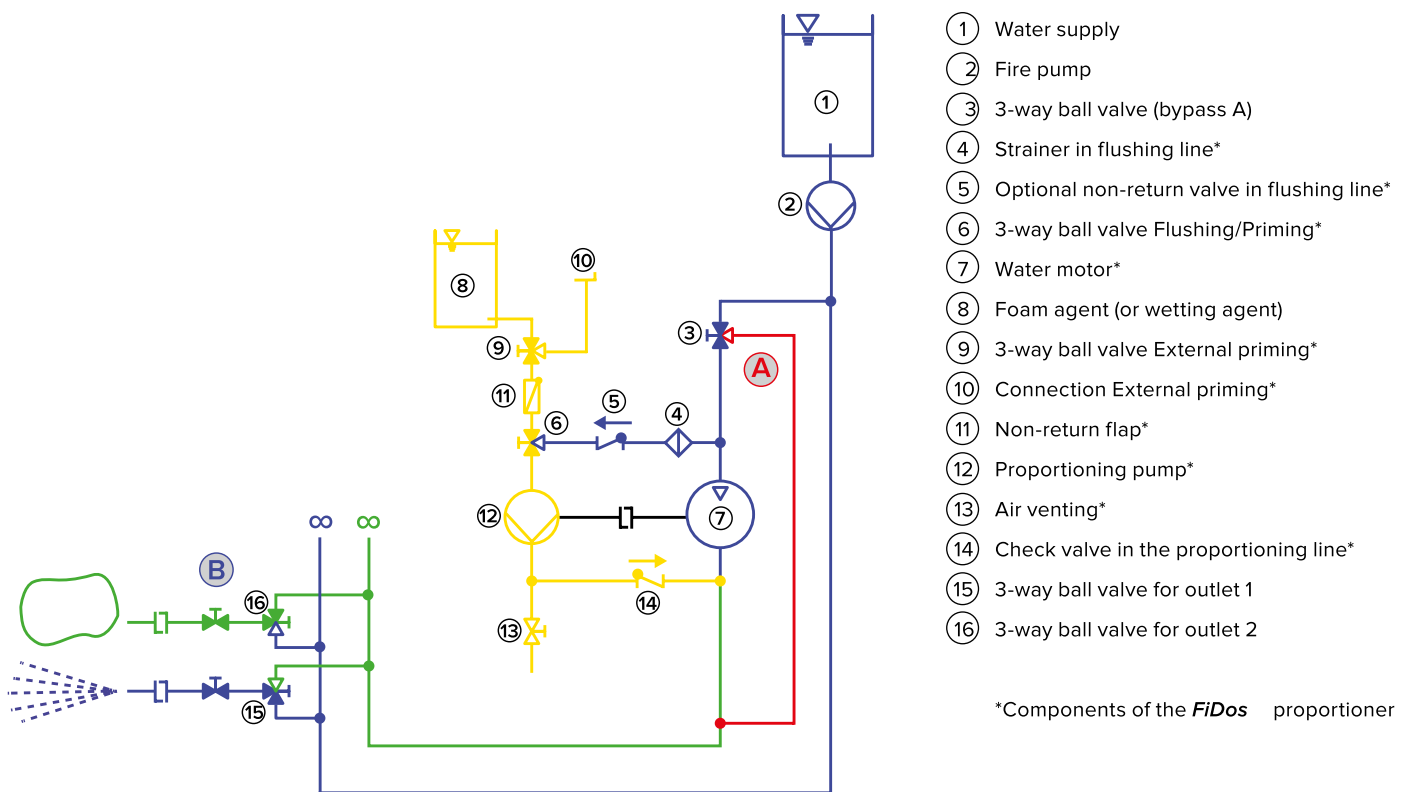 1 Water supply
2 Fire pump
3 3-way ball valve (bypass A)
4 Strainer in flushing line*
5 Optional non-return valve in flushing line*
6 3-way ball valve Flushing/Priming*
7 Water motor*
8 Foam agent (or wetting agent)
9 3-way ball valve External priming*
10 Connection External priming*
11 Non-return flap*
12 Proportioning pump*
13 Air venting*
14 Check valve in the proportioning line*
15 3-way ball valve for outlet 1
16 3-way ball valve for outlet 2
*Components of the FiDos proportioner
1
2
10
8
3
9
A
11
5
4
6
12
7
∞ ∞
B
16
14
13
15